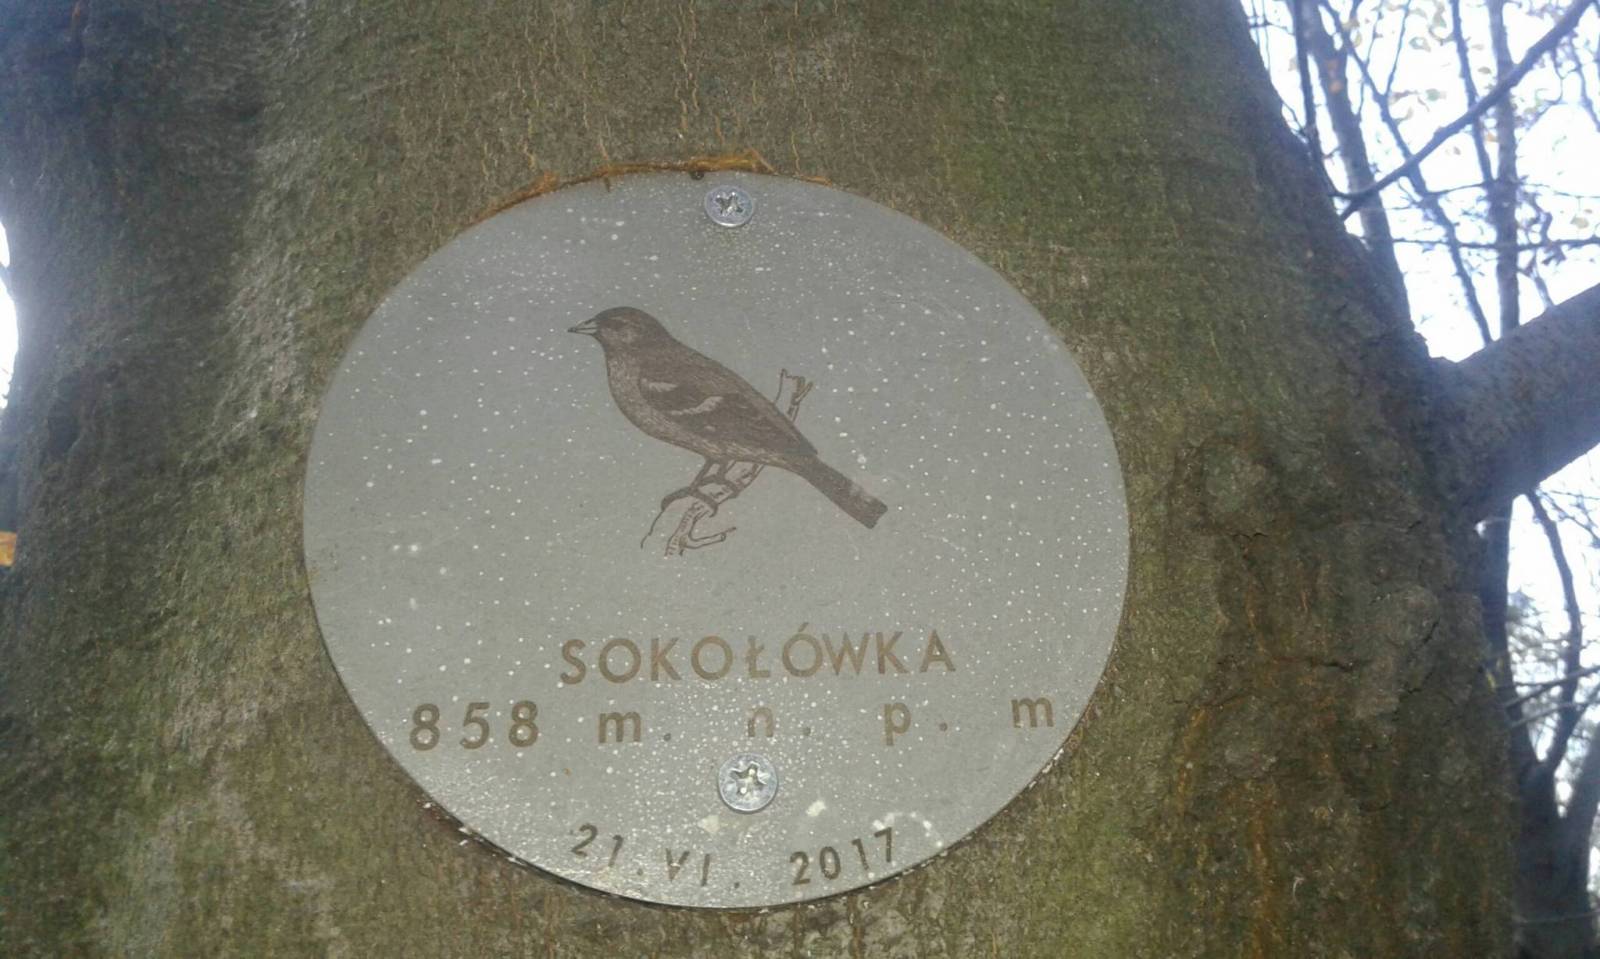 SOKOŁÓWKA
858 m. n. p. m
21.VI. 2017